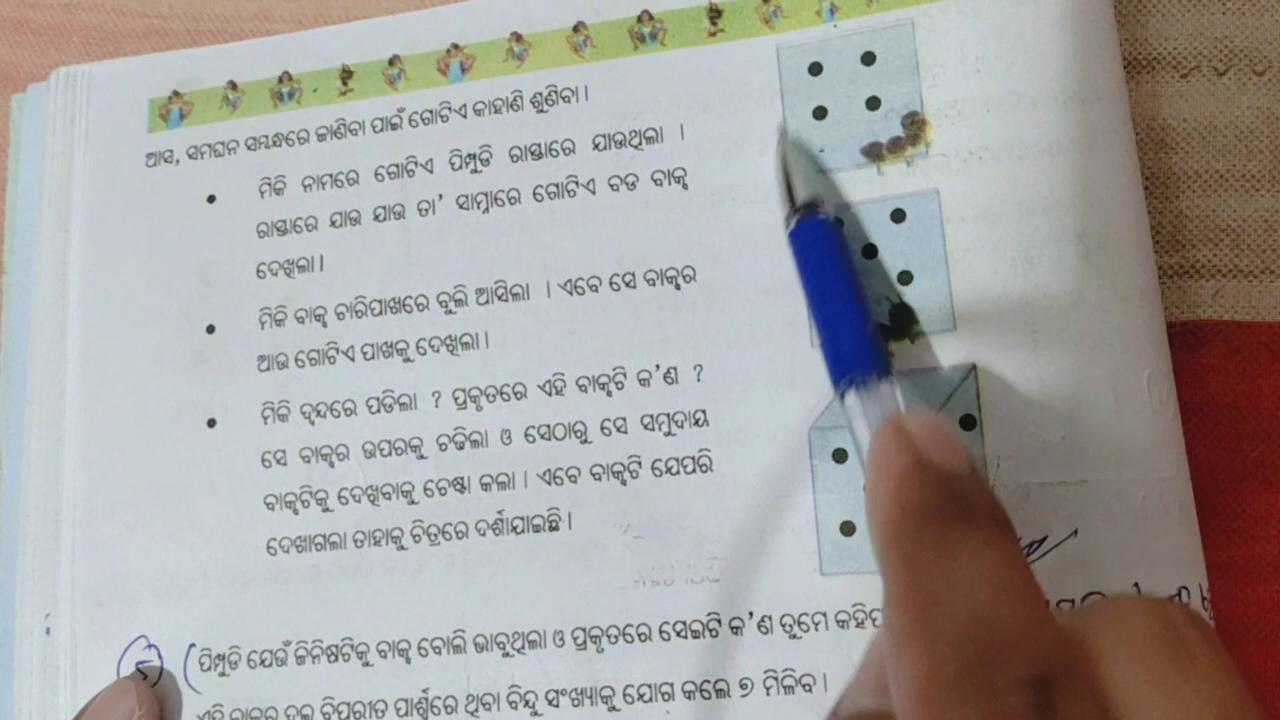 ଆସ, ସମଘନ ସମ୍ବନ୍ଧରେ ଜାଣିବା ପାଇଁ ଗୋଟିଏ କାହାଣି ଶୁଣିବା ।
• ମିକି ନାମରେ ଗୋଟିଏ ପିମ୍ପୁଡି ରାସ୍ତାରେ ଯାଉଥିଲା ।
ରାସ୍ତାରେ ଯାଉ ଯାଉ ତା’ ସାମ୍ନାରେ ଗୋଟିଏ ବଡ ବାକ୍ସ
ଦେଖିଲା ।
• ମିକି ବାକ୍ସ ଚାରିପାଖରେ ବୁଲି ଆସିଲା । ଏବେ ସେ ବାକ୍ସର
ଆଉ ଗୋଟିଏ ପାଖକୁ ଦେଖିଲା ।
• ମିକି ଦ୍ୱନ୍ଦରେ ପଡିଲା ? ପ୍ରକୃତରେ ଏହି ବାକ୍ସଟି କ’ଣ ?
ସେ ବାକ୍ସର ଉପରକୁ ଚଢିଲା ଓ ସେଠାରୁ ସେ ସମୁଦାୟ
ବାକ୍ସଟିକୁ ଦେଖିବାକୁ ଚେଷ୍ଟା କଲା । ଏବେ ବାକ୍ସଟି ଯେପରି
ଦେଖାଗଲା ତାହାକୁ ଚିତ୍ରରେ ଦର୍ଶାଯାଇଛି ।
ପିମ୍ପୁଡି ଯେଉଁ ଜିନିଷଟିକୁ ବାକ୍ସ ବୋଲି ଭାବୁଥିଲା ଓ ପ୍ରକୃତରେ ସେଇଟି କ’ଣ ତୁମେ
ବିପରୀତ ପାର୍ଶ୍ୱରେ ଥିବା ବିନ୍ଦୁ ସଂଖ୍ୟାକୁ ଯୋଗ କଲେ ୭ ମିଳିବ ।